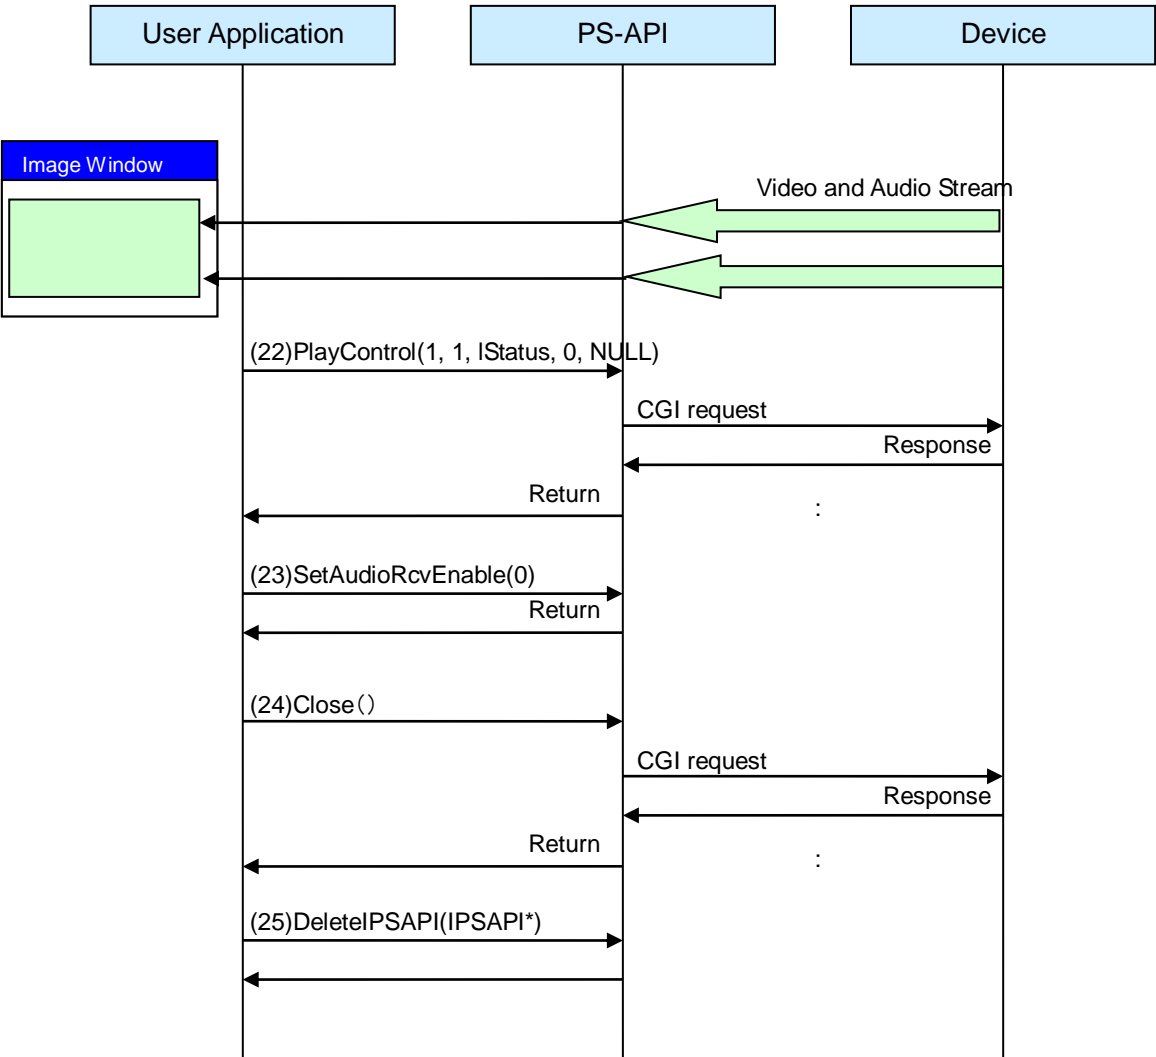 User Application
PS-API
Device
Image Window
Video and Audio Stream
(22)PlayControl(1, 1, lStatus, 0, NULL)
CGI request
Response
Return
:
(23)SetAudioRcvEnable(0)
Return
(24)Close（）
CGI request
Response
Return
:
(25)DeleteIPSAPI(IPSAPI*)